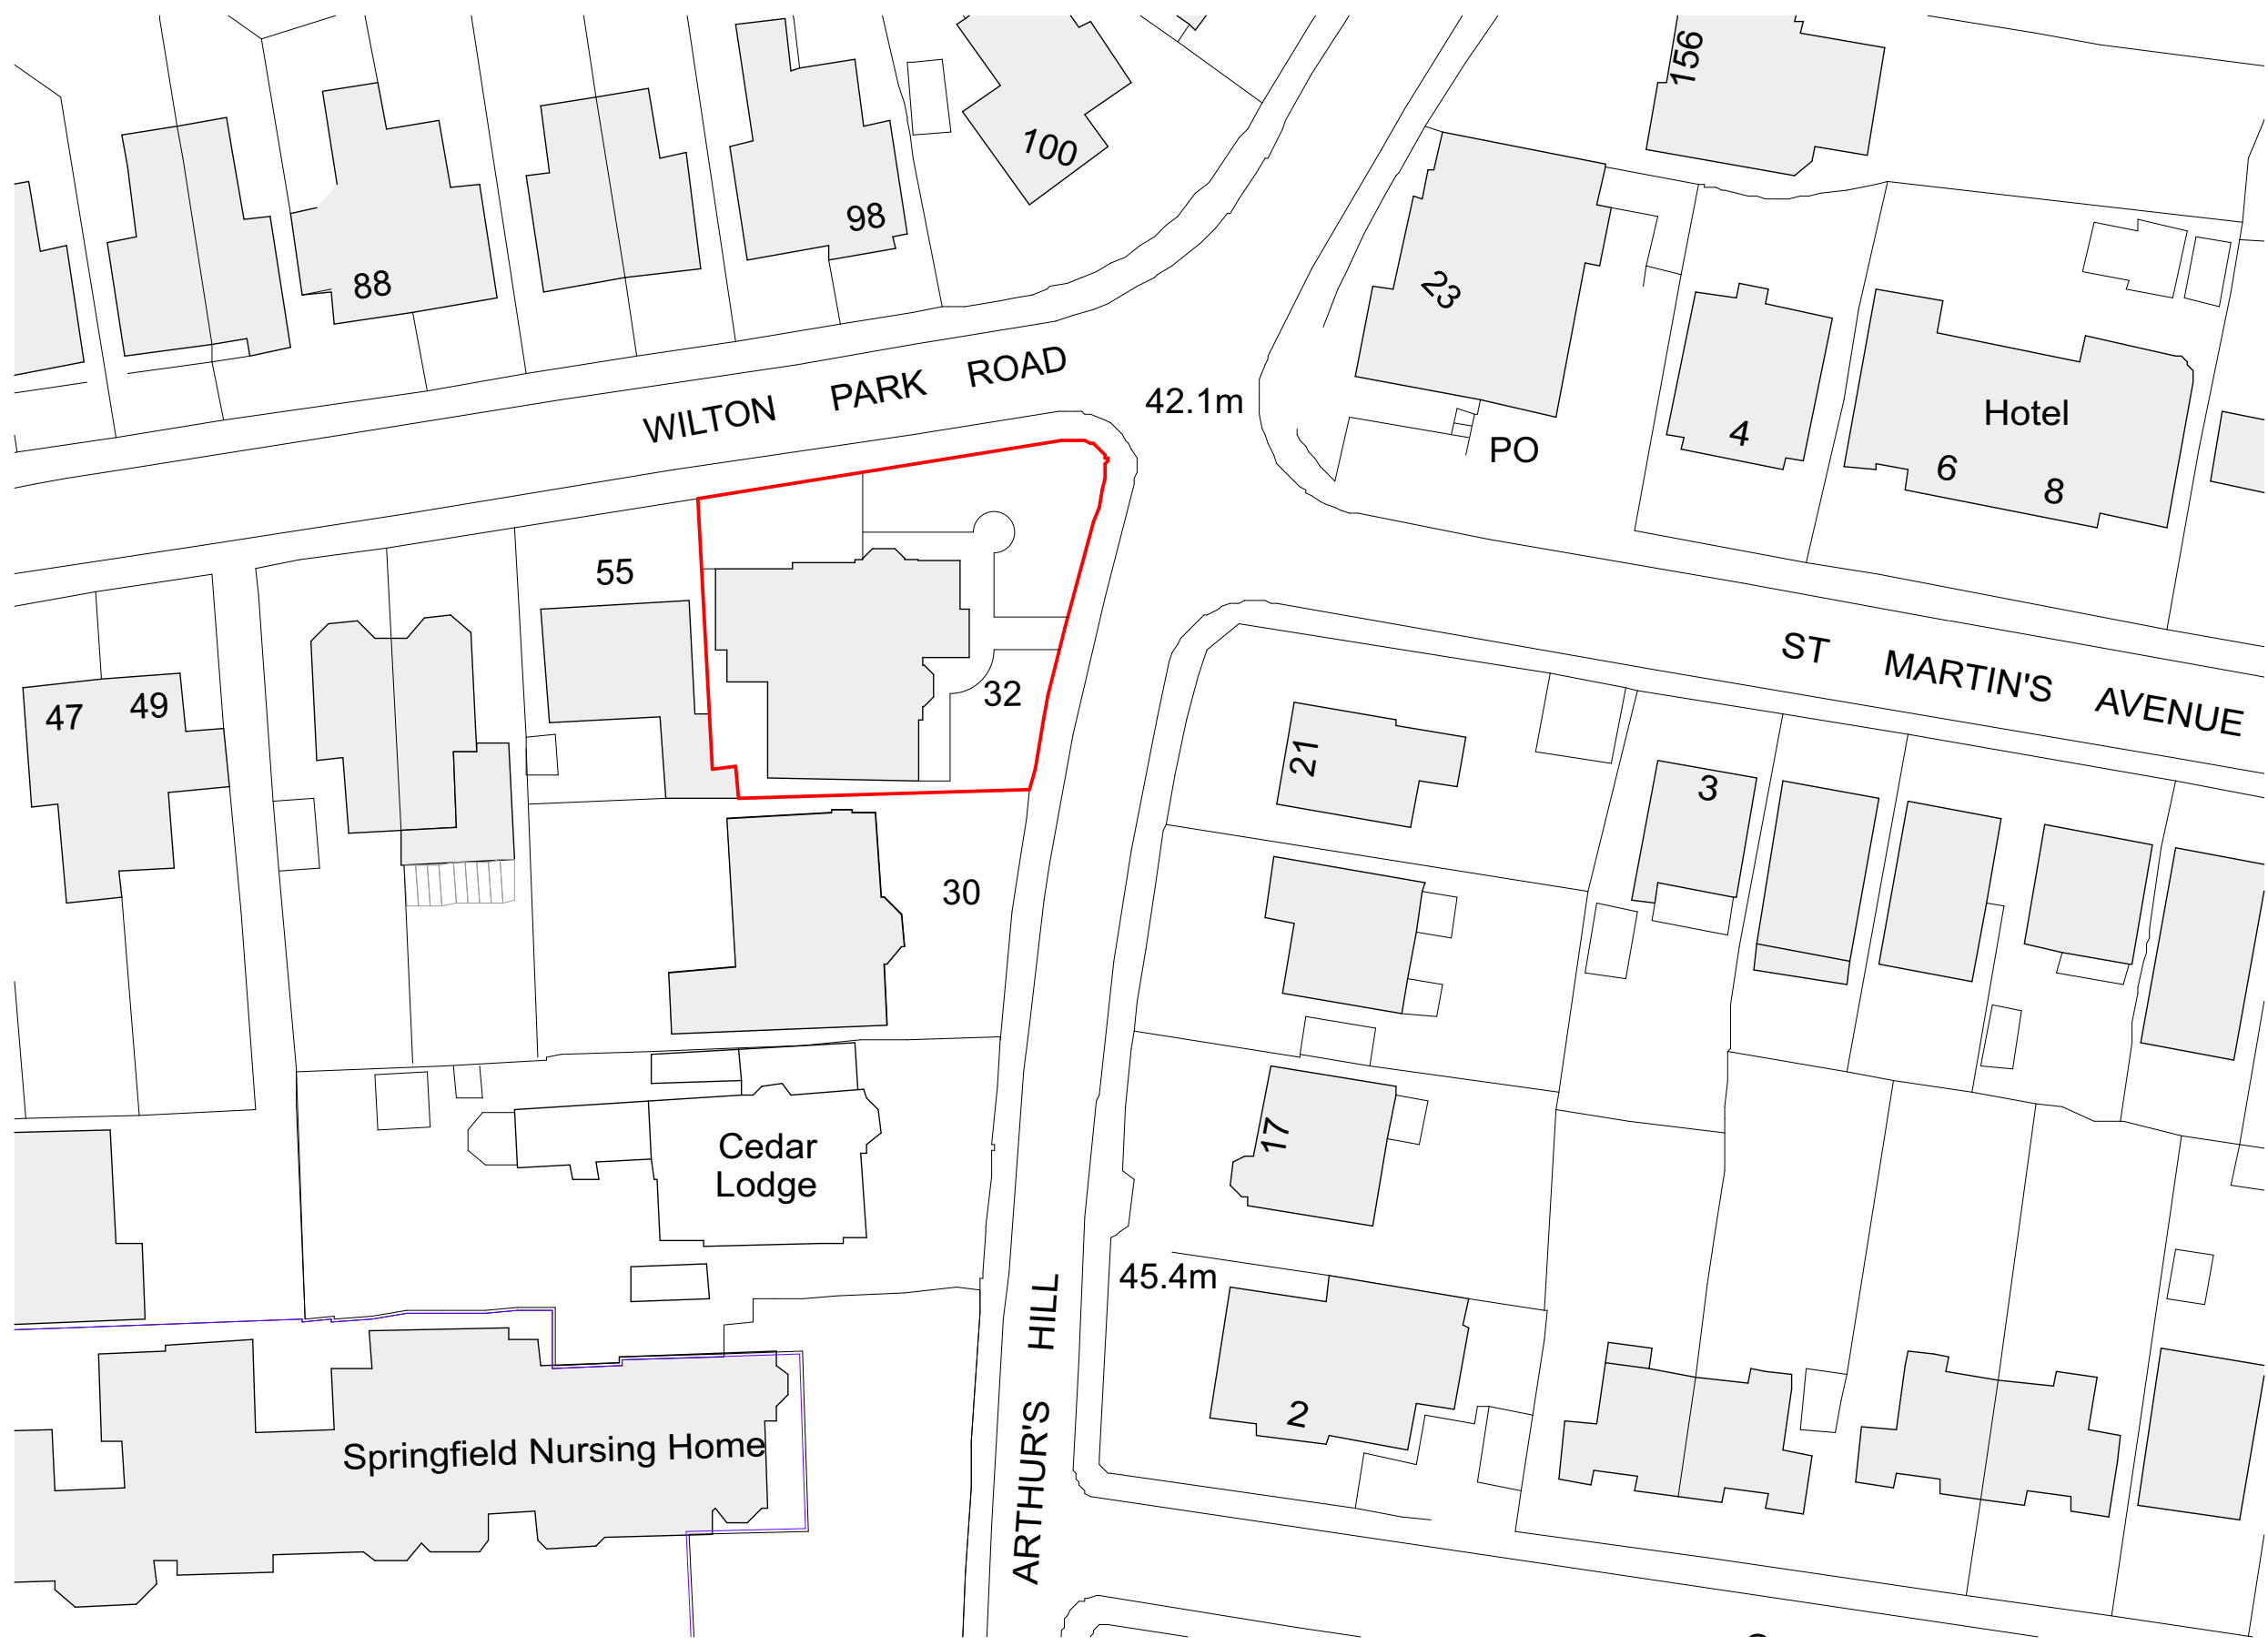 156
100
98
88
23
WILTON PARK ROAD
42.1m
PO
4
Hotel
6
8
55
ST MARTIN'S AVENUE
47
49
32
21
3
30
Cedar
Lodge
17
45.4m
ARTHUR'S HILL
2
Springfield Nursing Home